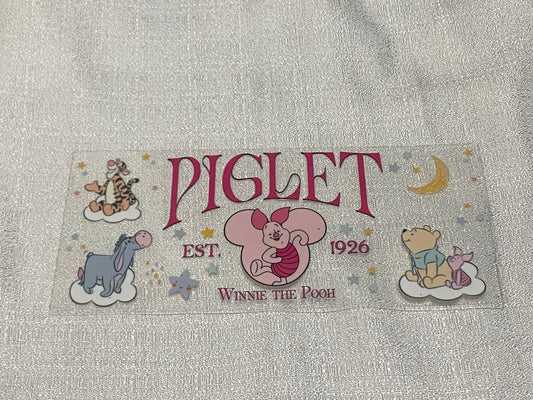 PIGLET
EST. 1926
WINNIE THE POOH